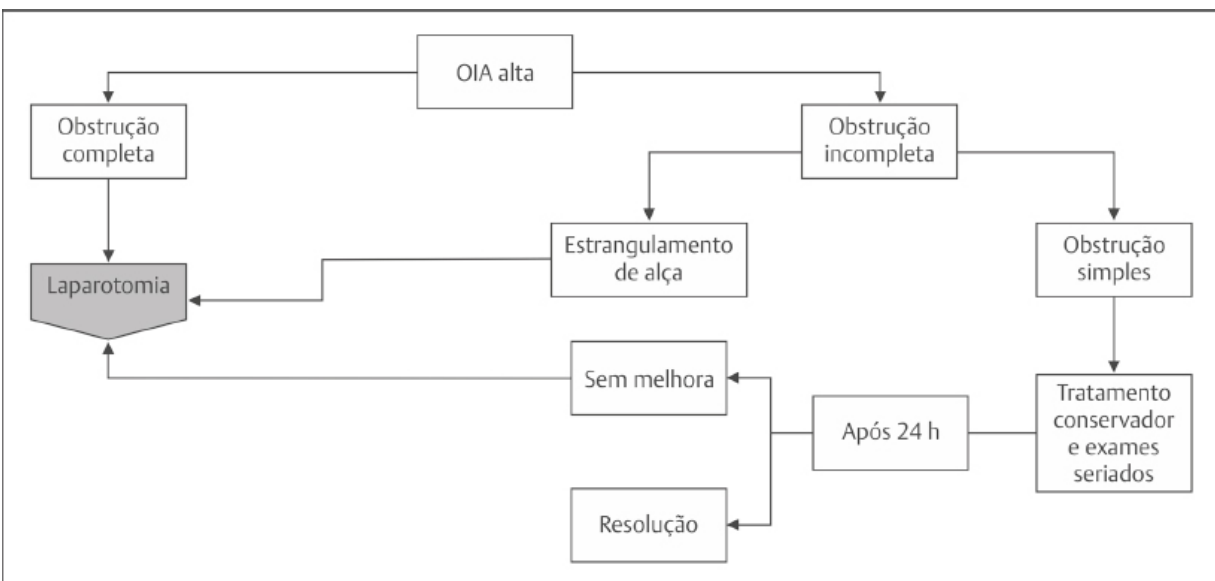 OIA alta
Obstrução
completa
Obstrução
incompleta
Estrangulamento
de alça
Obstrução
simples
Laparotomia
Sem melhora
Após 24 h
Tratamento
conservador
e exames
seriados
Resolução